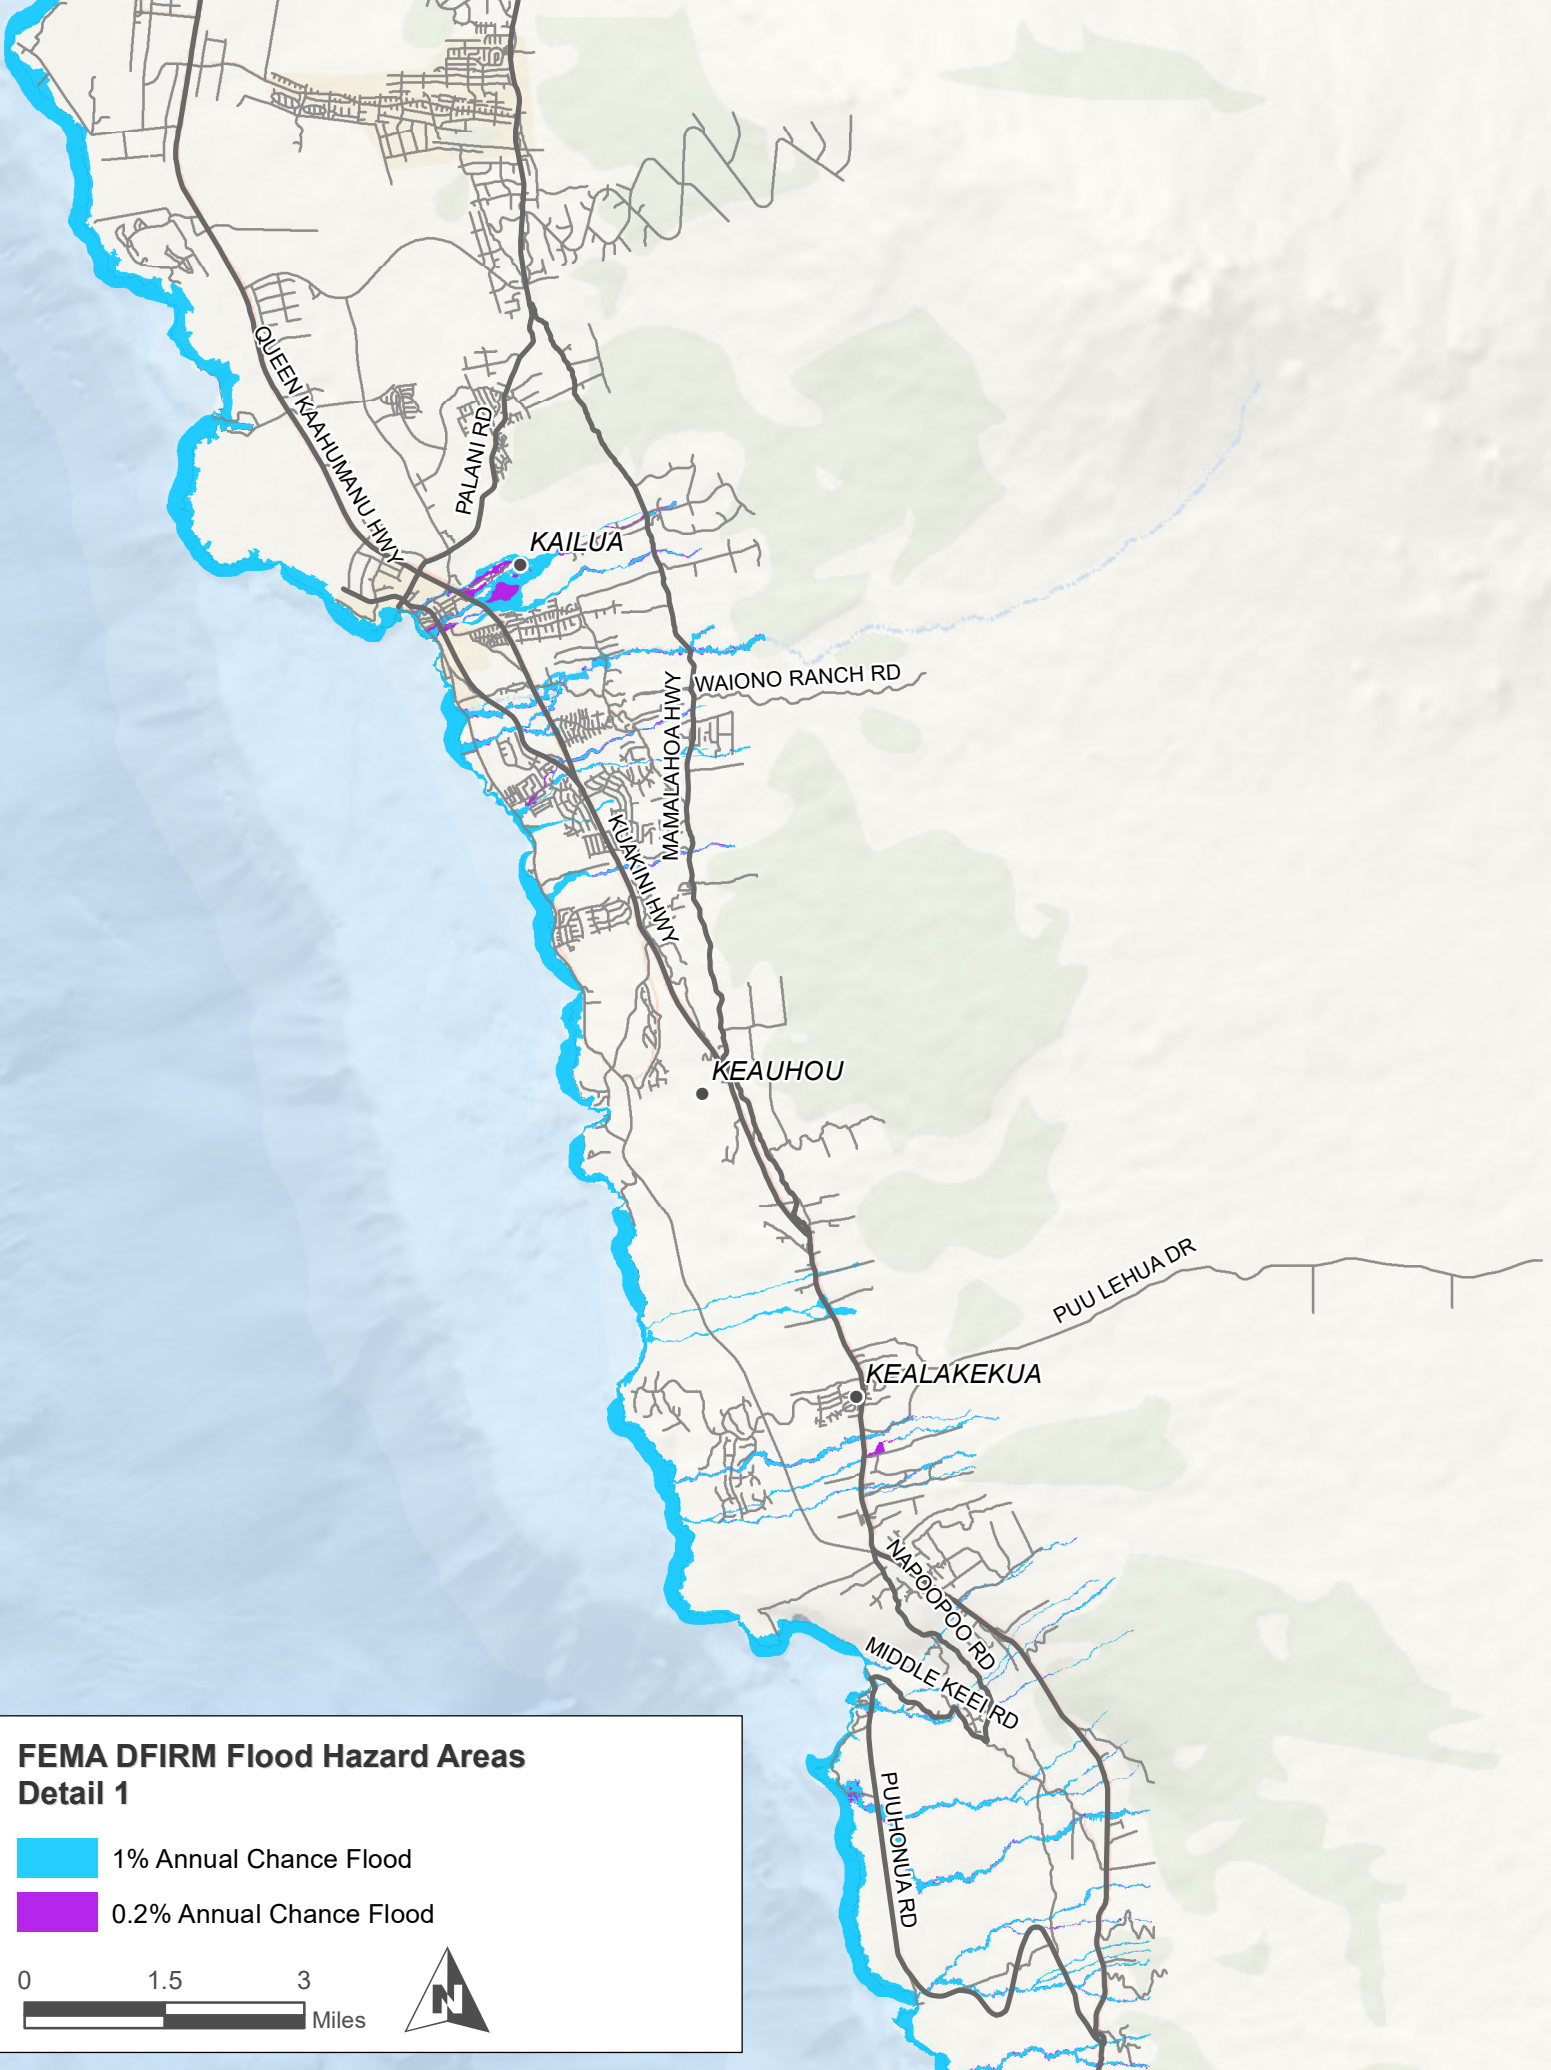 QUEEN KAAHUMANU HWY
PALANI RD
KAILUA
WAIONO RANCH RD
MAMALAHOA HWY
KUAKINI HWY
KEAUHOU
PUU LEHUA DR
KEALAKEKUA
NAPOOPOO RD
MIDDLE KEEI RD
PUUHONUA RD
FEMA DFIRM Flood Hazard Areas
Detail 1
1% Annual Chance Flood
0.2% Annual Chance Flood
0 1.5 3
Miles
N